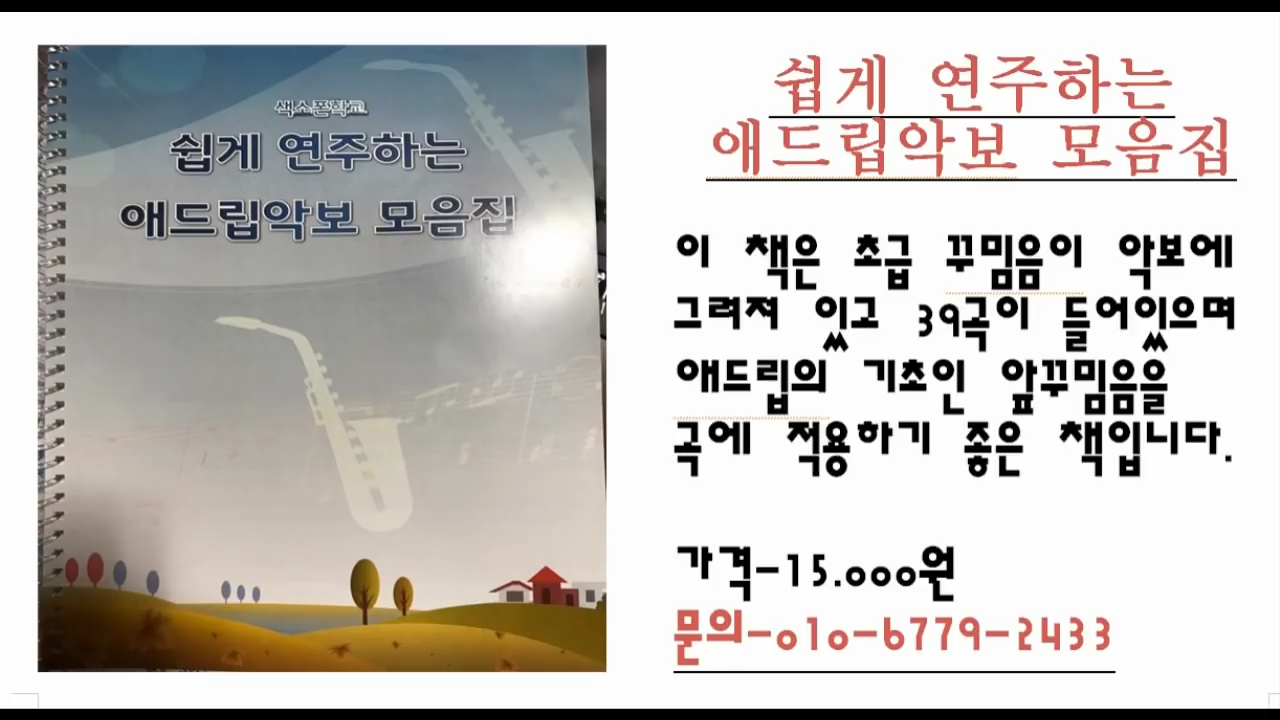 색소폰학교
쉽게 연주하는
애드립악보 모음집
쉽게 연주하는
애드립악보 모음집
이 책은 초급 꾸밈음이 악보에
그려져 있고 39곡이 들어있으며
애드립의 기초인 앞꾸밈음을
곡에 적용하기 좋은 책입니다.
가격-15.000원
문의-010-6779-2433